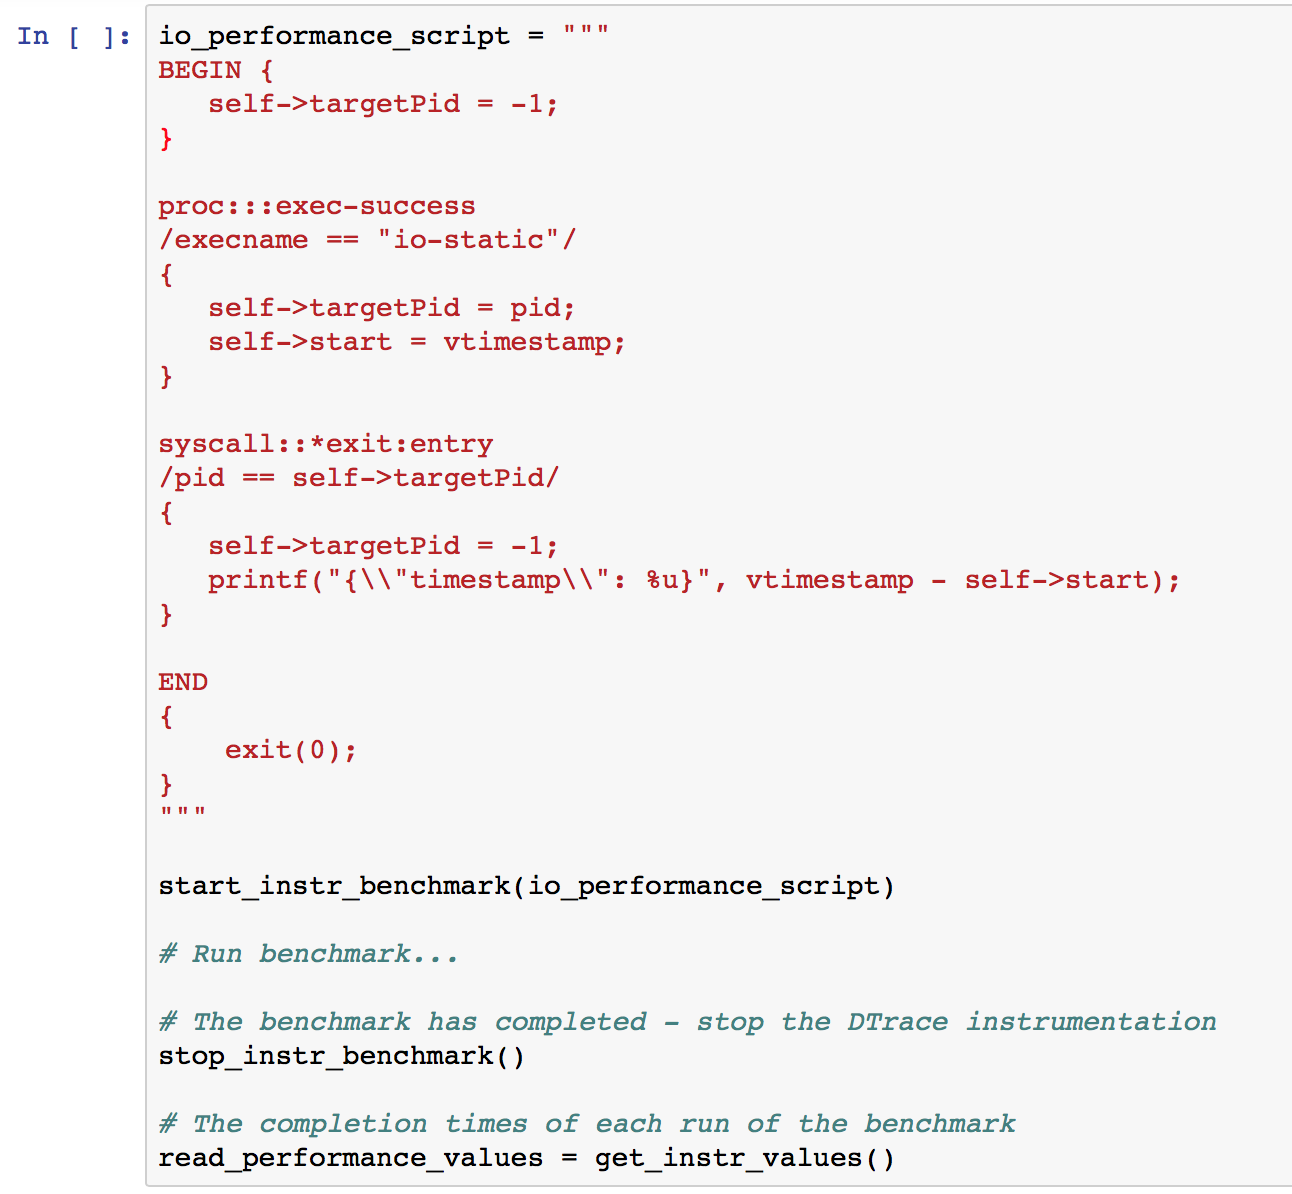 In [ ]: io_performance_script = """
BEGIN {
   self->targetPid = -1;
}

proc:::exec-success
/execname == "io-static"/
{
   self->targetPid = pid;
   self->start = vtimestamp;
}

syscall::*exit:entry
/pid == self->targetPid/
{
   self->targetPid = -1;
   printf("{\\"timestamp\\": %u}", vtimestamp - self->start);
}

END
{
    exit(0);
}
"""

start_instr_benchmark(io_performance_script)

# Run benchmark...

# The benchmark has completed - stop the DTrace instrumentation
stop_instr_benchmark()

# The completion times of each run of the benchmark
read_performance_values = get_instr_values()